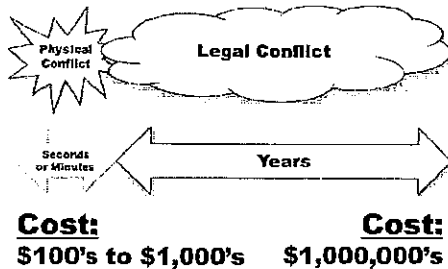 Physical
Conflict
Legal Conflict
Seconds
or Minutes
Years
Cost:
$100's to $1,000's
Cost:
$1,000,000's